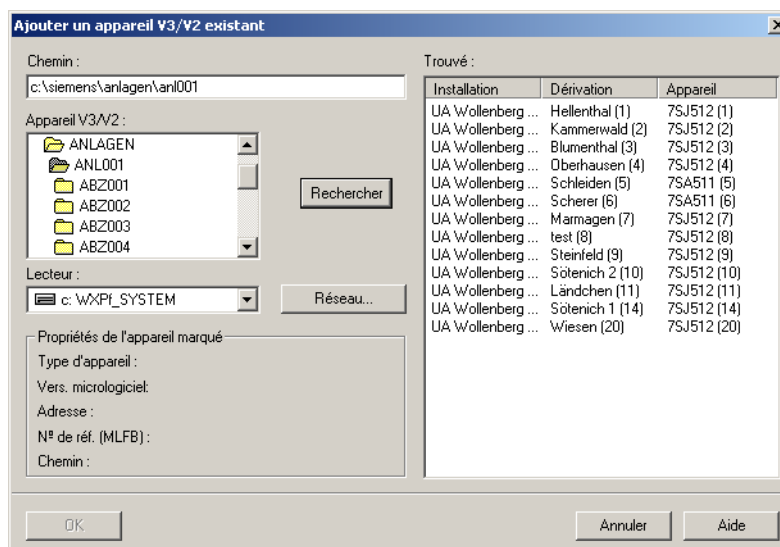 Ajouter un appareil V3/V2 existant
Chemin :
c:\siemens\anlagen\anl001
Appareil V3/V2 :
ANLAGEN
ANL001
ABZ001
ABZ002
ABZ003
ABZ004
Rechercher
Lecteur :
c: WXPf_SYSTEM
Réseau...
Propriétés de l'appareil marqué
Type d'appareil :
Vers. micrologiciel:
Adresse :
Nº de réf. (MLFB) :
Chemin :
Trouvé :
Installation Dérivation Appareil
UA Wollenberg ... Hellenthal (1) 7SJ512 (1)
UA Wollenberg ... Kammerwald (2) 7SJ512 (2)
UA Wollenberg ... Blumenthal (3) 7SJ512 (3)
UA Wollenberg ... Oberhausen (4) 7SJ512 (4)
UA Wollenberg ... Schleiden (5) 7SA511 (5)
UA Wollenberg ... Scherer (6) 7SA511 (6)
UA Wollenberg ... Marmagen (7) 7SJ512 (7)
UA Wollenberg ... test (8) 7SJ512 (8)
UA Wollenberg ... Steinfeld (9) 7SJ512 (9)
UA Wollenberg ... Sötenich 2 (10) 7SJ512 (10)
UA Wollenberg ... Ländchen (11) 7SJ512 (11)
UA Wollenberg ... Sötenich 1 (14) 7SJ512 (14)
UA Wollenberg ... Wiesen (20) 7SJ512 (20)
OK
Annuler
Aide